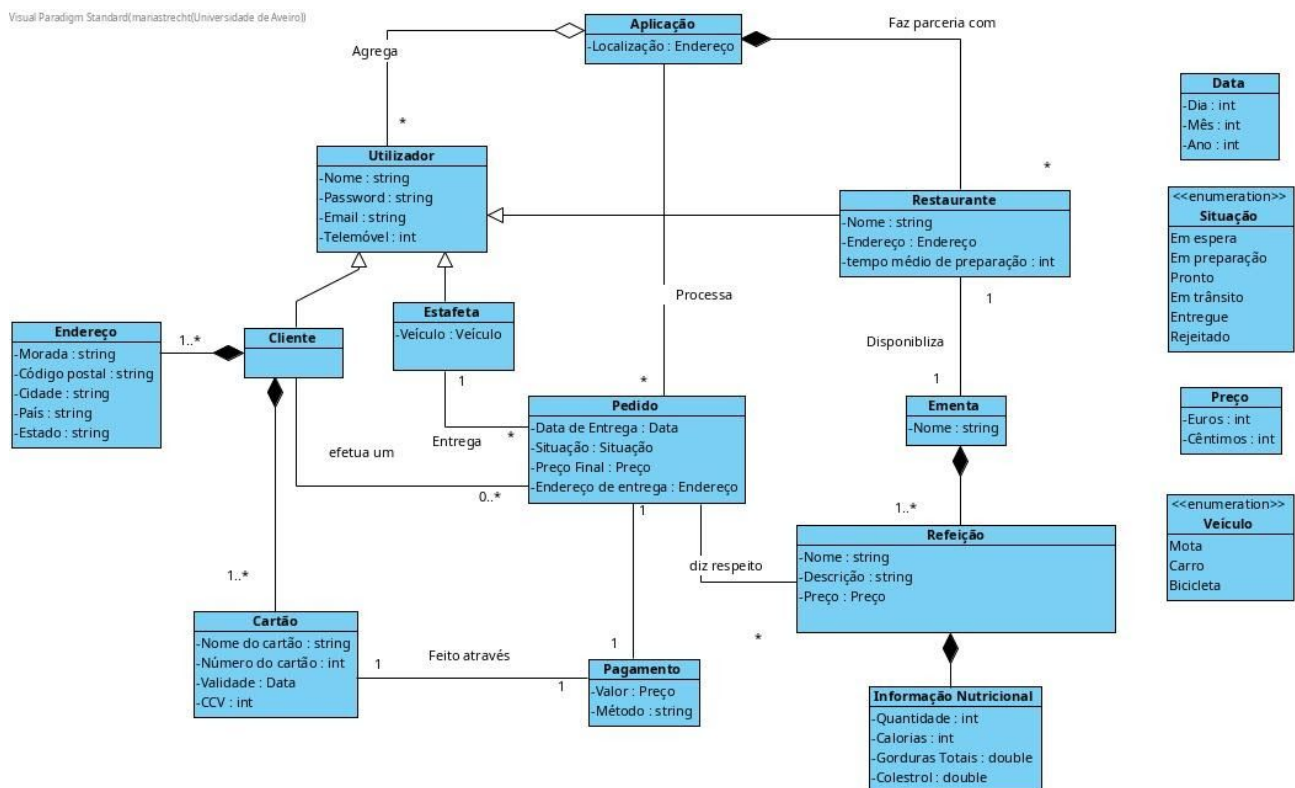 Visual Paradigm Standard(mariastrecht(Universidade de Aveiro))
Aplicação
-Localização : Endereço
Agrega
*
Faz parceria com
*
Utilizador
-Nome : string
-Password : string
-Email : string
-Telemóvel : int
Restaurante
-Nome : string
-Endereço : Endereço
-tempo médio de preparação : int
Data
-Dia : int
-Mês : int
-Ano : int
<<enumeration>>
Situação
Em espera
Em preparação
Pronto
Em trânsito
Entregue
Rejeitado
Processa
*
1
Disponibliza
1
Estafeta
-Veículo : Veículo
1
Entrega
*
Endereço
-Morada : string
-Código postal : string
-Cidade : string
-País : string
-Estado : string
1..*
Cliente
efetua um
0..*
Pedido
-Data de Entrega : Data
-Situação : Situação
-Preço Final : Preço
-Endereço de entrega : Endereço
1
Ementa
-Nome : string
1..*
Preço
-Euros : int
-Cêntimos : int
<<enumeration>>
Veículo
Mota
Carro
Bicicleta
diz respeito
*
Refeição
-Nome : string
-Descrição : string
-Preço : Preço
1..*
Cartão
-Nome do cartão : string
-Número do cartão : int
-Validade : Data
-CCV : int
1
Feito através
1
1
Pagamento
-Valor : Preço
-Método : string
Informação Nutricional
-Quantidade : int
-Calorias : int
-Gorduras Totais : double
-Colestrol : double